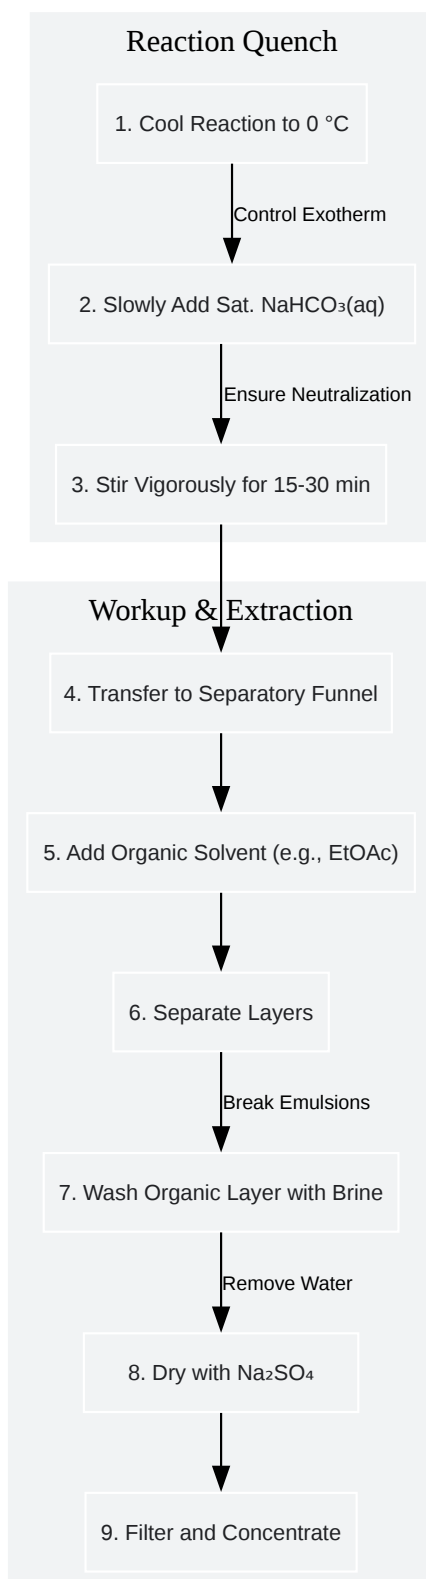 Reaction Quench
1. Cool Reaction to 0 °C
Control Exotherm
2. Slowly Add Sat. NaHCO₃(aq)
Ensure Neutralization
3. Stir Vigorously for 15-30 min
Workup & Extraction
4. Transfer to Separatory Funnel
5. Add Organic Solvent (e.g., EtOAc)
6. Separate Layers
Break Emulsions
7. Wash Organic Layer with Brine
Remove Water
8. Dry with Na₂SO₄
9. Filter and Concentrate